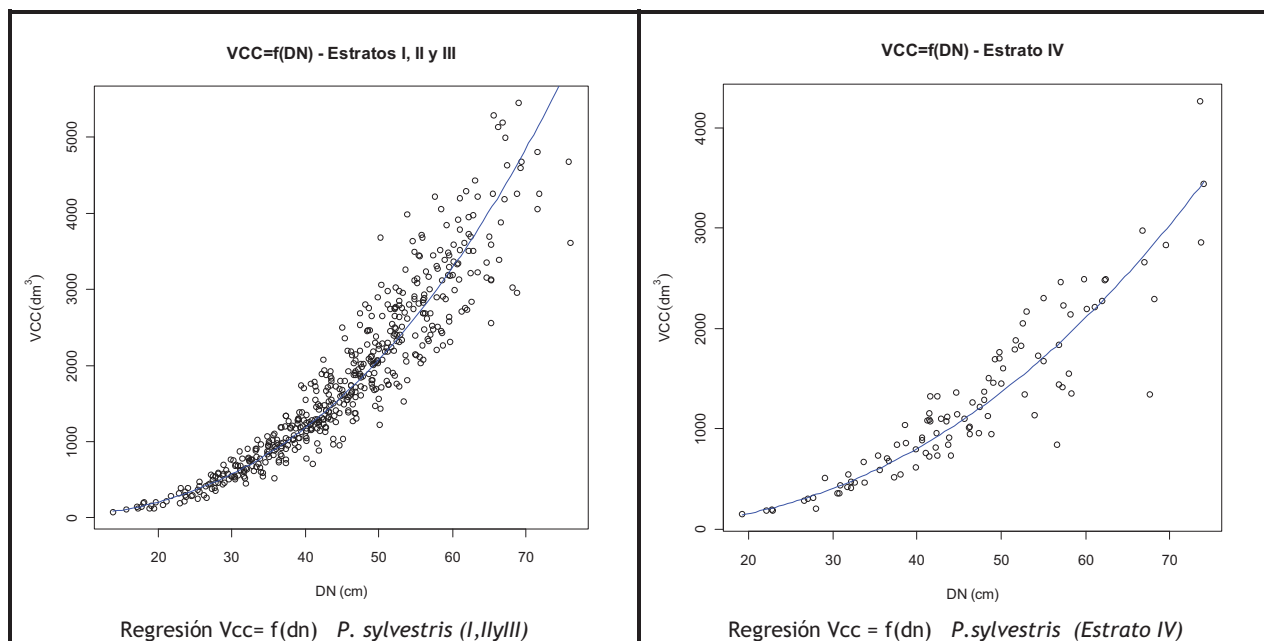 VCC=f(DN) - Estratos I, II y III
VCC(dm³)
5000
4000
3000
2000
1000
0
20 30 40 50 60 70
DN (cm)
Regresión Vcc= f(dn) P. sylvestris (I,IIyIII)
VCC=f(DN) - Estrato IV
VCC(dm³)
4000
3000
2000
1000
0
20 30 40 50 60 70
DN (cm)
Regresión Vcc = f(dn) P.sylvestris (Estrato IV)